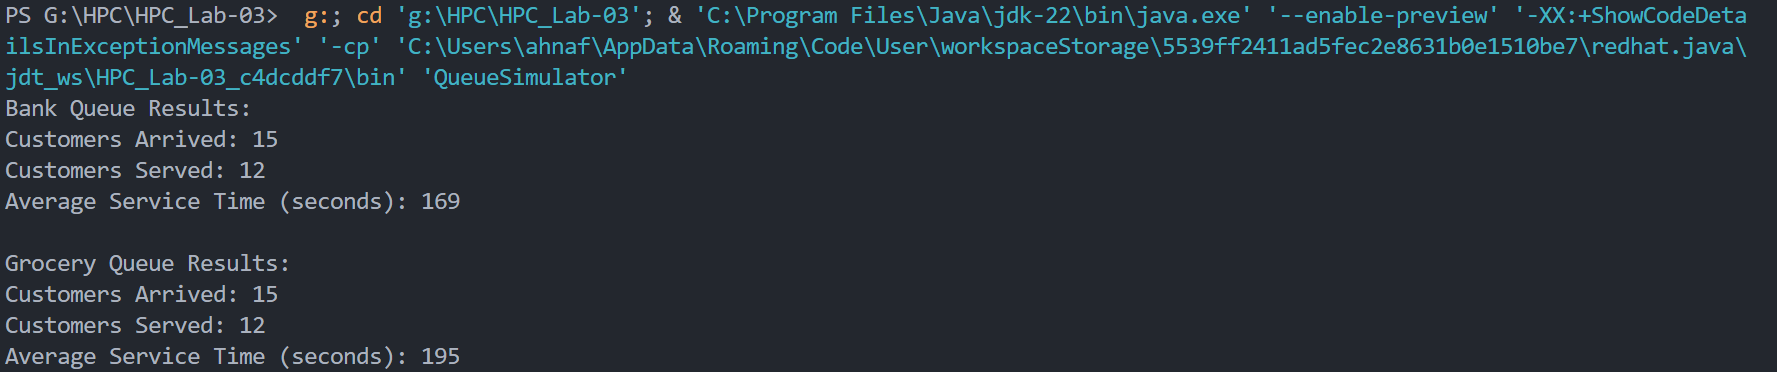 PS G:\HPC\HPC_Lab-03>  g:; cd 'g:\HPC\HPC_Lab-03'; & 'C:\Program Files\Java\jdk-22\bin\java.exe' '--enable-preview' '-XX:+ShowCodeDeta
ilsInExceptionMessages' '-cp' 'C:\Users\ahnaf\AppData\Roaming\Code\User\workspaceStorage\5539ff2411ad5fec2e8631b0e1510be7\redhat.java\
jdt_ws\HPC_Lab-03_c4dcddf7\bin' 'QueueSimulator'
Bank Queue Results:
Customers Arrived: 15
Customers Served: 12
Average Service Time (seconds): 169

Grocery Queue Results:
Customers Arrived: 15
Customers Served: 12
Average Service Time (seconds): 195